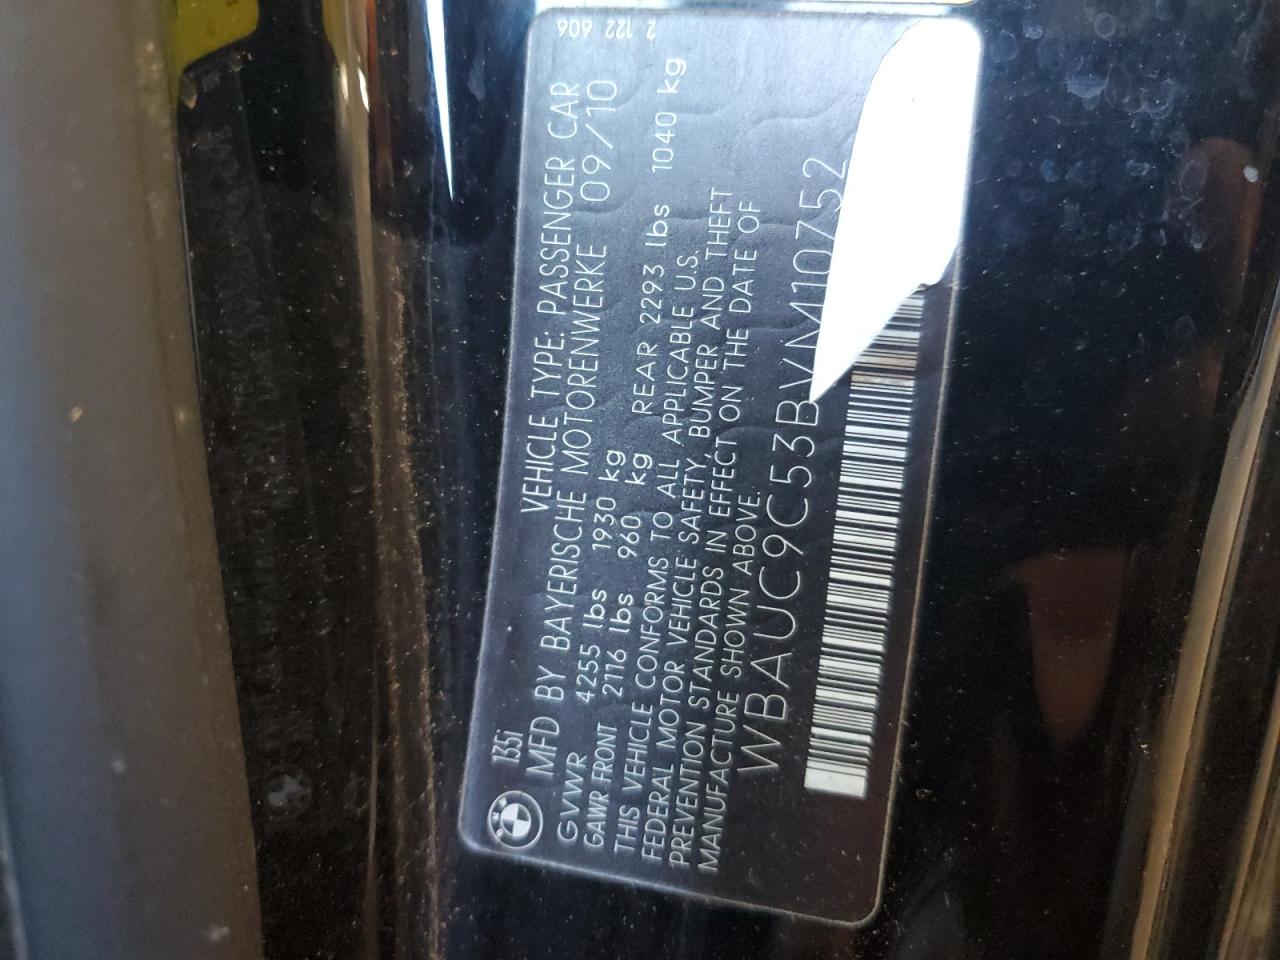 2 122 606
135i VEHICLE TYPE: PASSENGER CAR
MFD BY BAYERISCHE MOTORENWERKE 09/10
GVWR 4255 lbs 1930 kg
GAWR FRONT 2116 lbs 960 kg REAR 2293 lbs 1040 kg
THIS VEHICLE CONFORMS TO ALL APPLICABLE U.S.
FEDERAL MOTOR VEHICLE SAFETY, BUMPER AND THEFT
PREVENTION STANDARDS IN EFFECT ON THE DATE OF
MANUFACTURE SHOWN ABOVE.
WBAUC9C53BVM10752